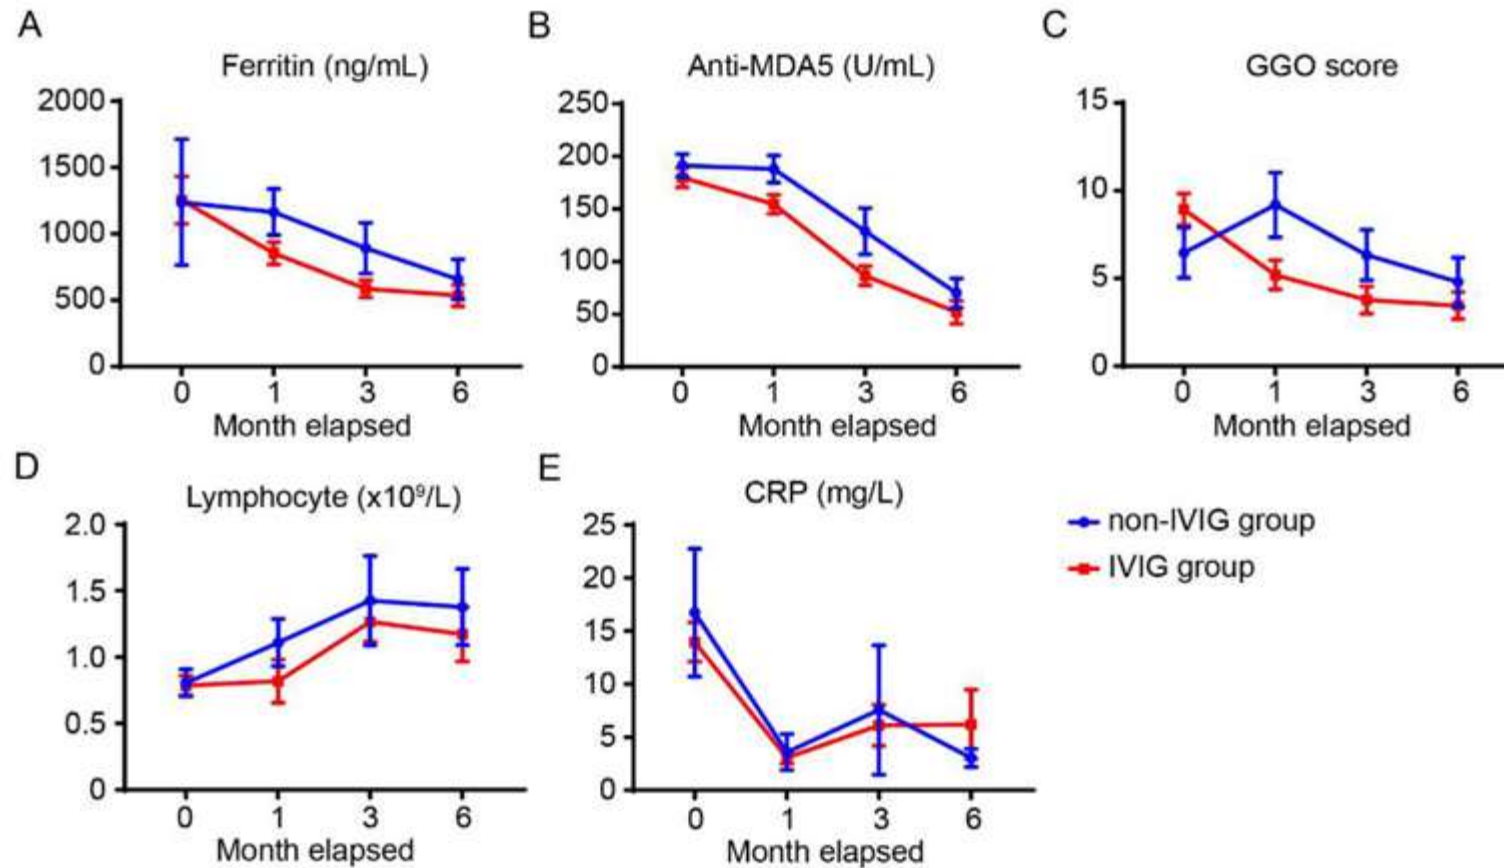 A
Ferritin (ng/mL)
2000
1500
1000
500
0
0 1 3 6
Month elapsed
B
Anti-MDA5 (U/mL)
250
200
150
100
50
0
0 1 3 6
Month elapsed
C
GGO score
15
10
5
0
0 1 3 6
Month elapsed
D
Lymphocyte (x10⁹/L)
2.0
1.5
1.0
0.5
0
0 1 3 6
Month elapsed
E
CRP (mg/L)
25
20
15
10
5
0
0 1 3 6
Month elapsed
non-IVIG group
IVIG group